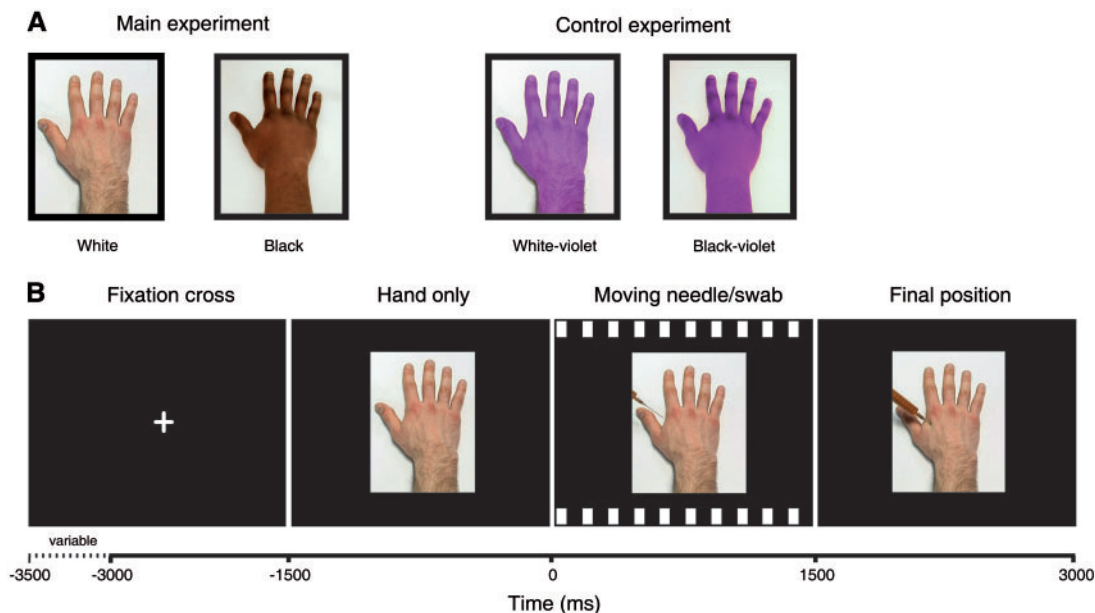 A
Main experiment
Control experiment
White
Black
White-violet
Black-violet
B
Fixation cross
Hand only
Moving needle/swab
Final position
variable
-3500
-3000
-1500
0
1500
3000
Time (ms)